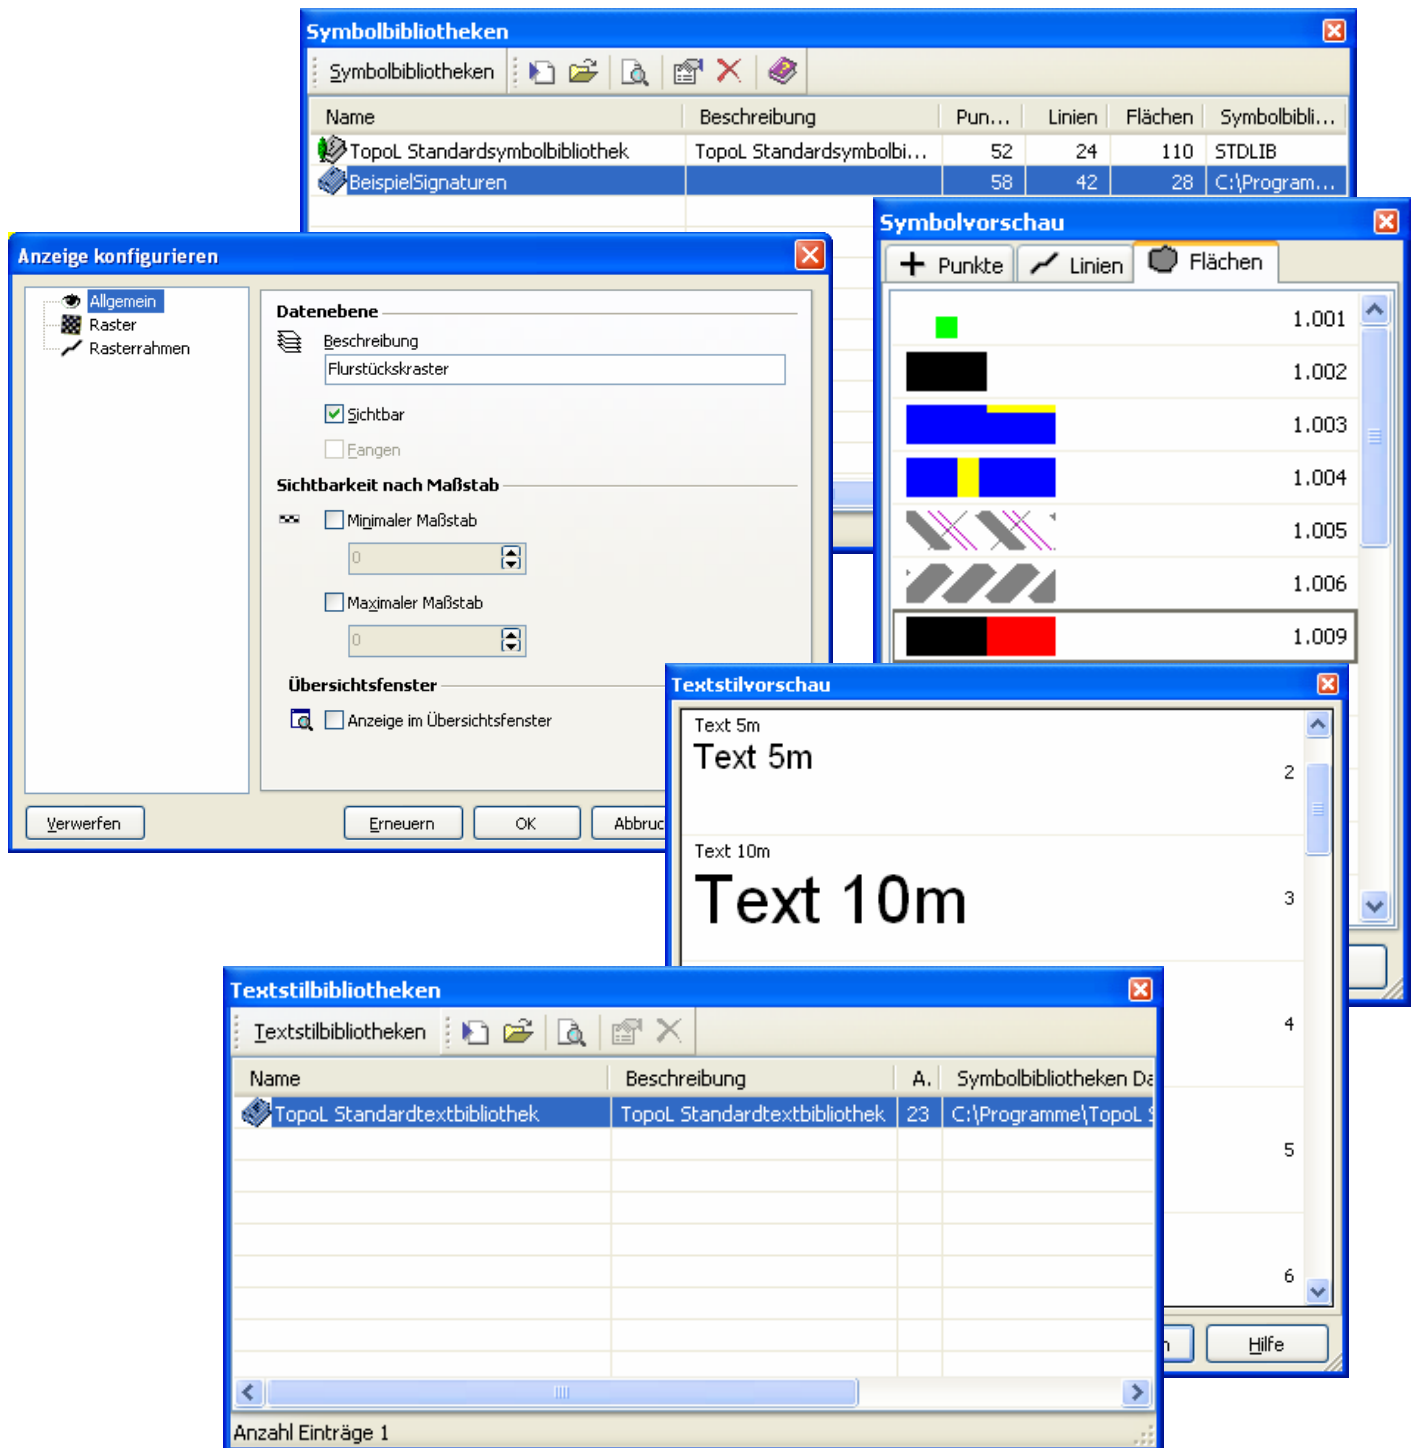 Symbolbibliotheken
Symbolbibliotheken
Name Beschreibung Pun... Linien Flächen Symbolbibli...
TopoL Standardsymbolbibliothek TopoL Standardsymbolbi... 52 24 110 STDLIB
BeispielSignaturen 58 42 28 C:\Program...
Symbolvorschau
Punkte Linien Flächen
1.001
1.002
1.003
1.004
1.005
1.006
1.009
Anzeige konfigurieren
Allgemein
Raster
Rasterrahmen
Datenebene
Beschreibung
Flurstückskraster
Sichtbar
Fangen
Sichtbarkeit nach Maßstab
Minimaler Maßstab
0
Maximaler Maßstab
0
Übersichtsfenster
Anzeige im Übersichtsfenster
Verwerfen Erneuern OK Abbruc
Textstilvorschau
Text 5m
Text 5m
2
Text 10m
Text 10m
3
4
5
6
n Hilfe
Textstilbibliotheken
Textstilbibliotheken
Name Beschreibung A. Symbolbibliotheken Da
TopoL Standardtextbibliothek TopoL Standardtextbibliothek 23 C:\Programme\TopoL S
Anzahl Einträge 1